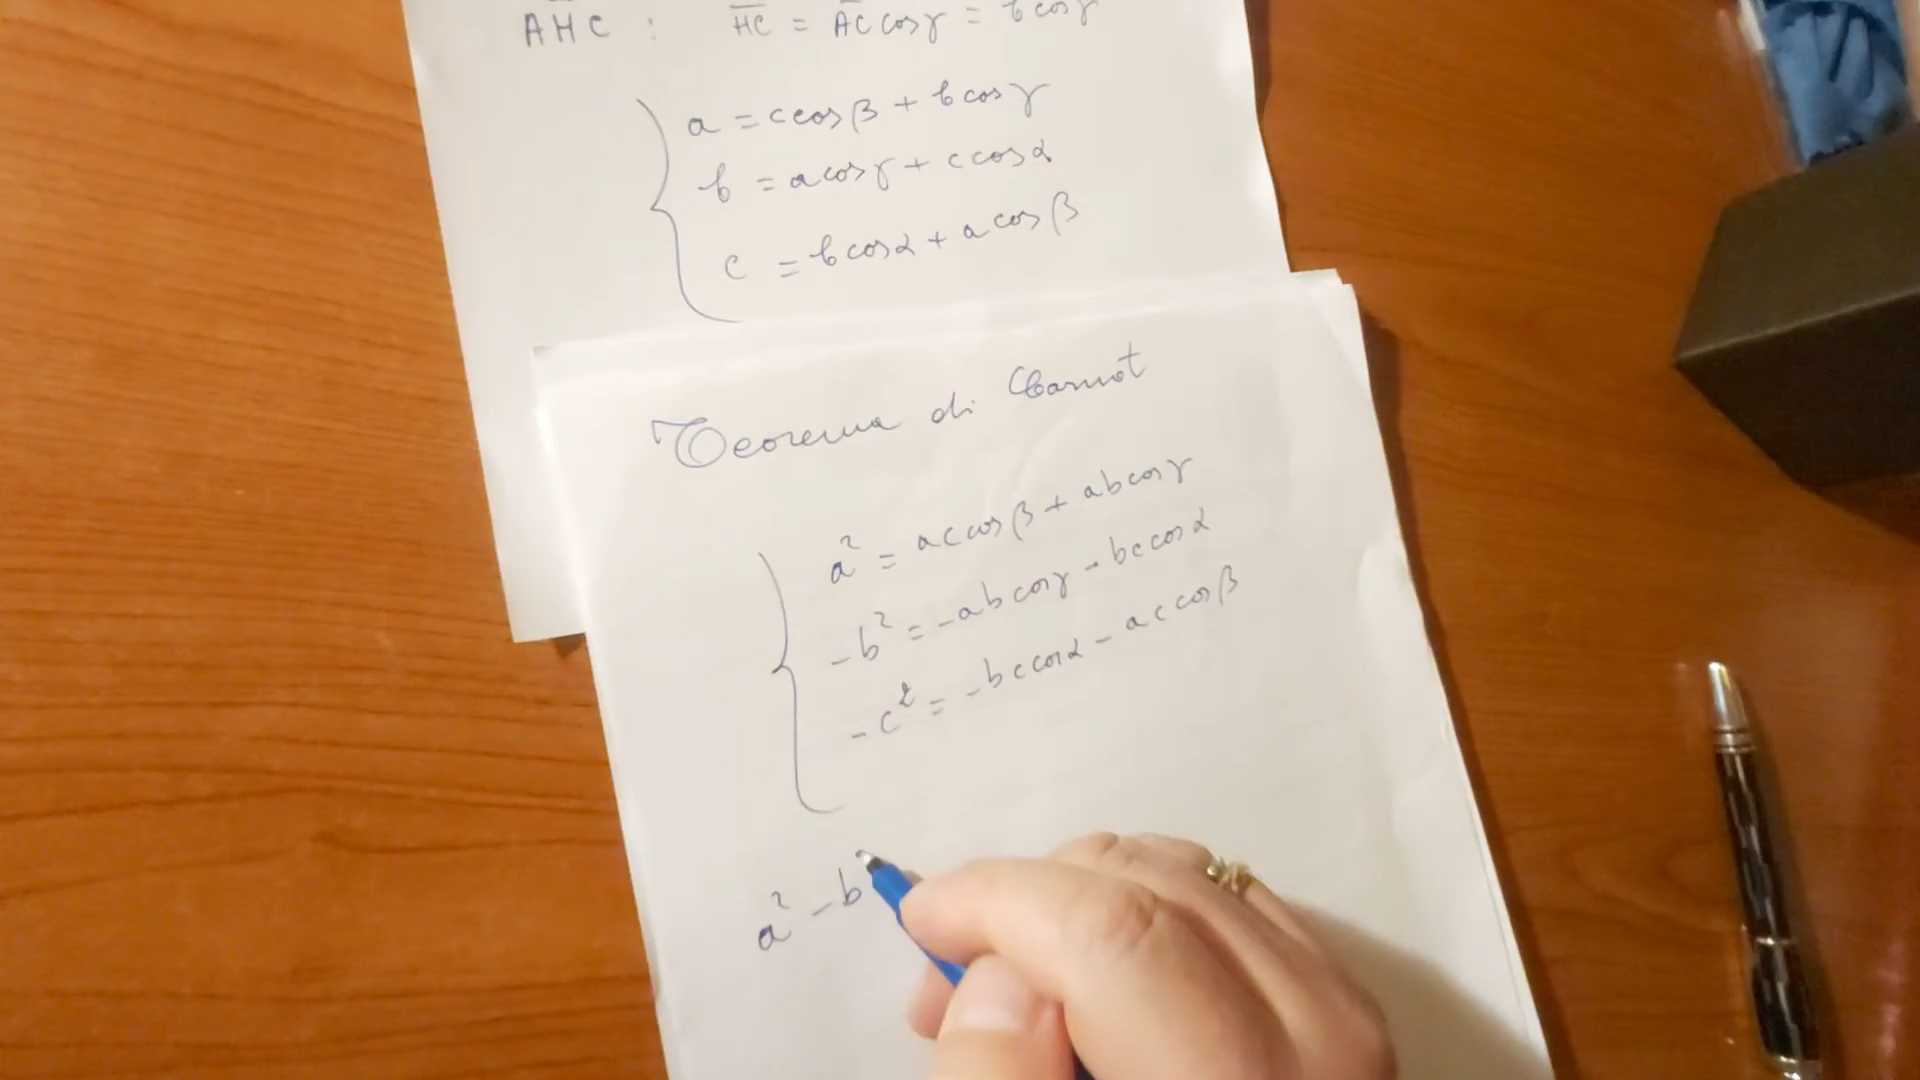 AHC : HC = AC cos γ = b cos γ
a = c cos β + b cos γ
b = a cos γ + c cos α
c = b cos α + a cos β
Teorema di Carnot
a² = ac cos β + ab cos γ
-b² = -ab cos γ - bc cos α
-c² = -bc cos α - ac cos β
a² - b